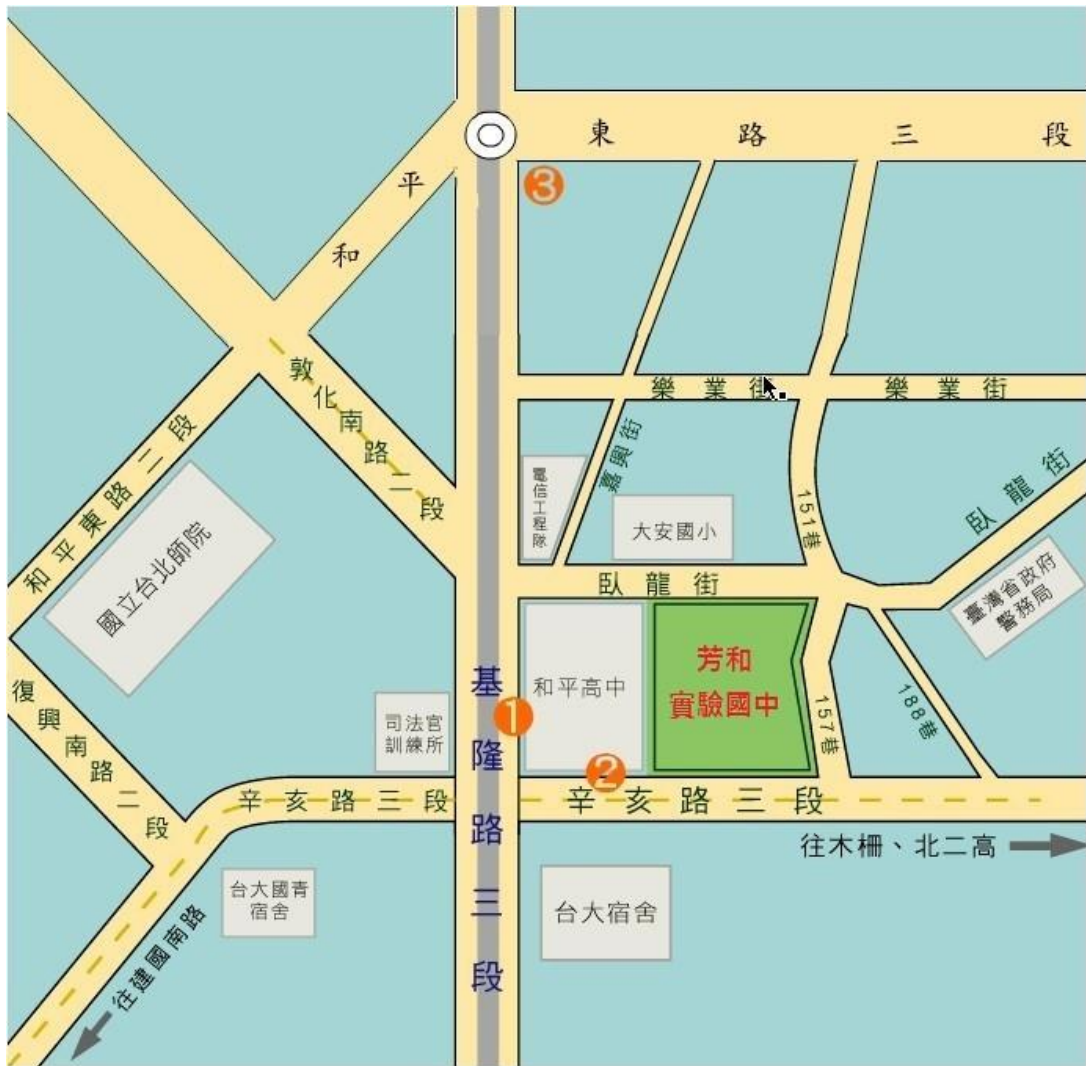 和平東路三段
3
敦化南路二段
樂業街
樂業街
嘉興街
電信工程隊
大安國小
151巷
臥龍街
臺灣省政府
警務局
和平東路二段
國立台北師院
臥龍街
和平高中
芳和
實驗國中
157巷
188巷
基隆路三段
1
2
司法官
訓練所
復興南路二段
辛亥路三段
辛亥路三段
往木柵、北二高
台大國青
宿舍
台大宿舍
往建國南路